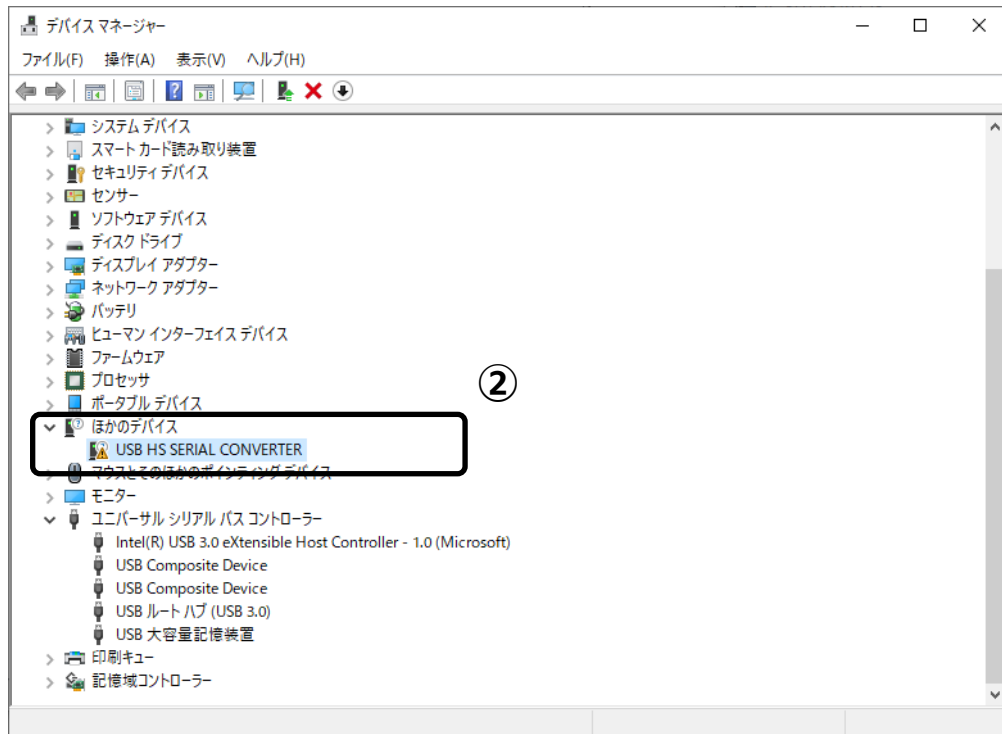 デバイス マネージャー
ファイル(F) 操作(A) 表示(V) ヘルプ(H)
システム デバイス
スマート カード読み取り装置
セキュリティ デバイス
センサー
ソフトウェア デバイス
ディスク ドライブ
ディスプレイ アダプター
ネットワーク アダプター
バッテリ
ヒューマン インターフェイス デバイス
ファームウェア
プロセッサ
②
ポータブル デバイス
ほかのデバイス
USB HS SERIAL CONVERTER
マウスとそのほかのポインティング デバイス
モニター
ユニバーサル シリアル バス コントローラー
Intel(R) USB 3.0 eXtensible Host Controller - 1.0 (Microsoft)
USB Composite Device
USB Composite Device
USB ルート ハブ (USB 3.0)
USB 大容量記憶装置
印刷キュー
記憶域コントローラー